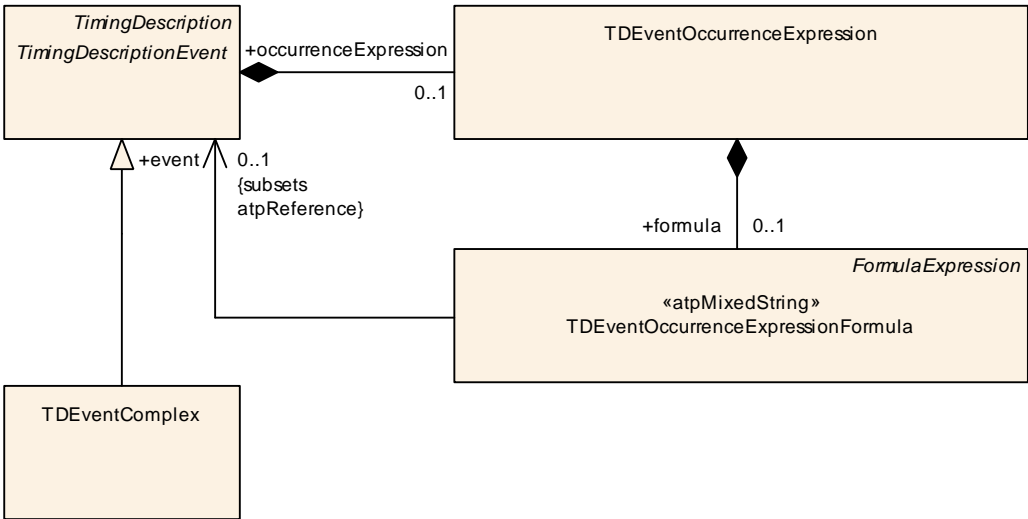 TimingDescription
TimingDescriptionEvent
+occurrenceExpression
0..1
TDEventOccurrenceExpression
+event
0..1
{subsets
atpReference}
+formula
0..1
FormulaExpression
«atpMixedString»
TDEventOccurrenceExpressionFormula
TDEventComplex